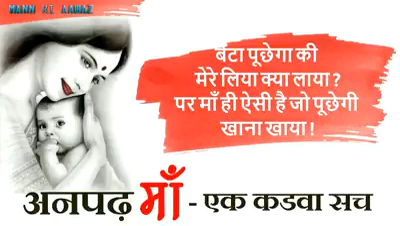 MANN KI AAWAZ
बेटा पूछेगा की
मेरे लिया क्या लाया ?
पर माँ ही ऐसी है जो पूछेगी
खाना खाया !
अनपढ़ माँ - एक कडवा सच